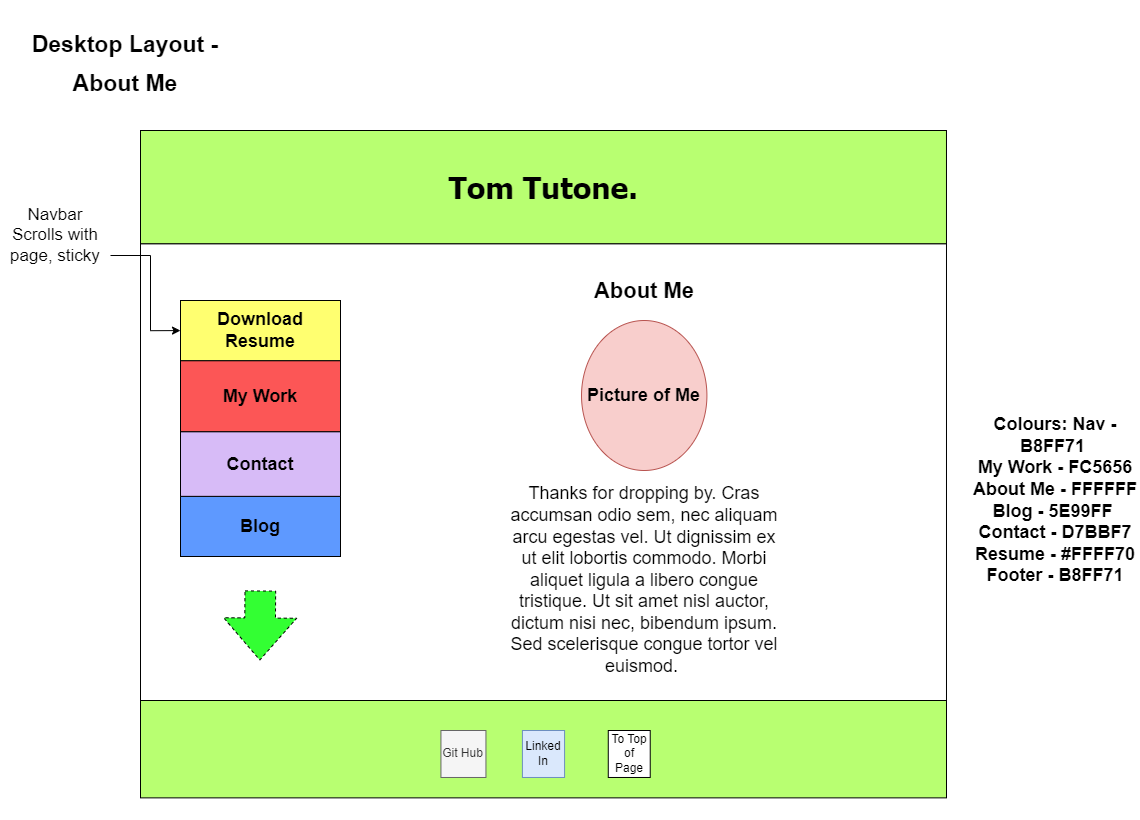 Desktop Layout -
About Me
Tom Tutone.
Navbar
Scrolls with
page, sticky
Download
Resume
My Work
Contact
Blog
About Me
Picture of Me
Thanks for dropping by. Cras
accumsan odio sem, nec aliquam
arcu egestas vel. Ut dignissim ex
ut elit lobortis commodo. Morbi
aliquet ligula a libero congue
tristique. Ut sit amet nisl auctor,
dictum nisi nec, bibendum ipsum.
Sed scelerisque congue tortor vel
euismod.
Colours: Nav -
B8FF71
My Work - FC5656
About Me - FFFFFF
Blog - 5E99FF
Contact - D7BBF7
Resume - #FFFF70
Footer - B8FF71
Git Hub
Linked
In
To Top
of
Page